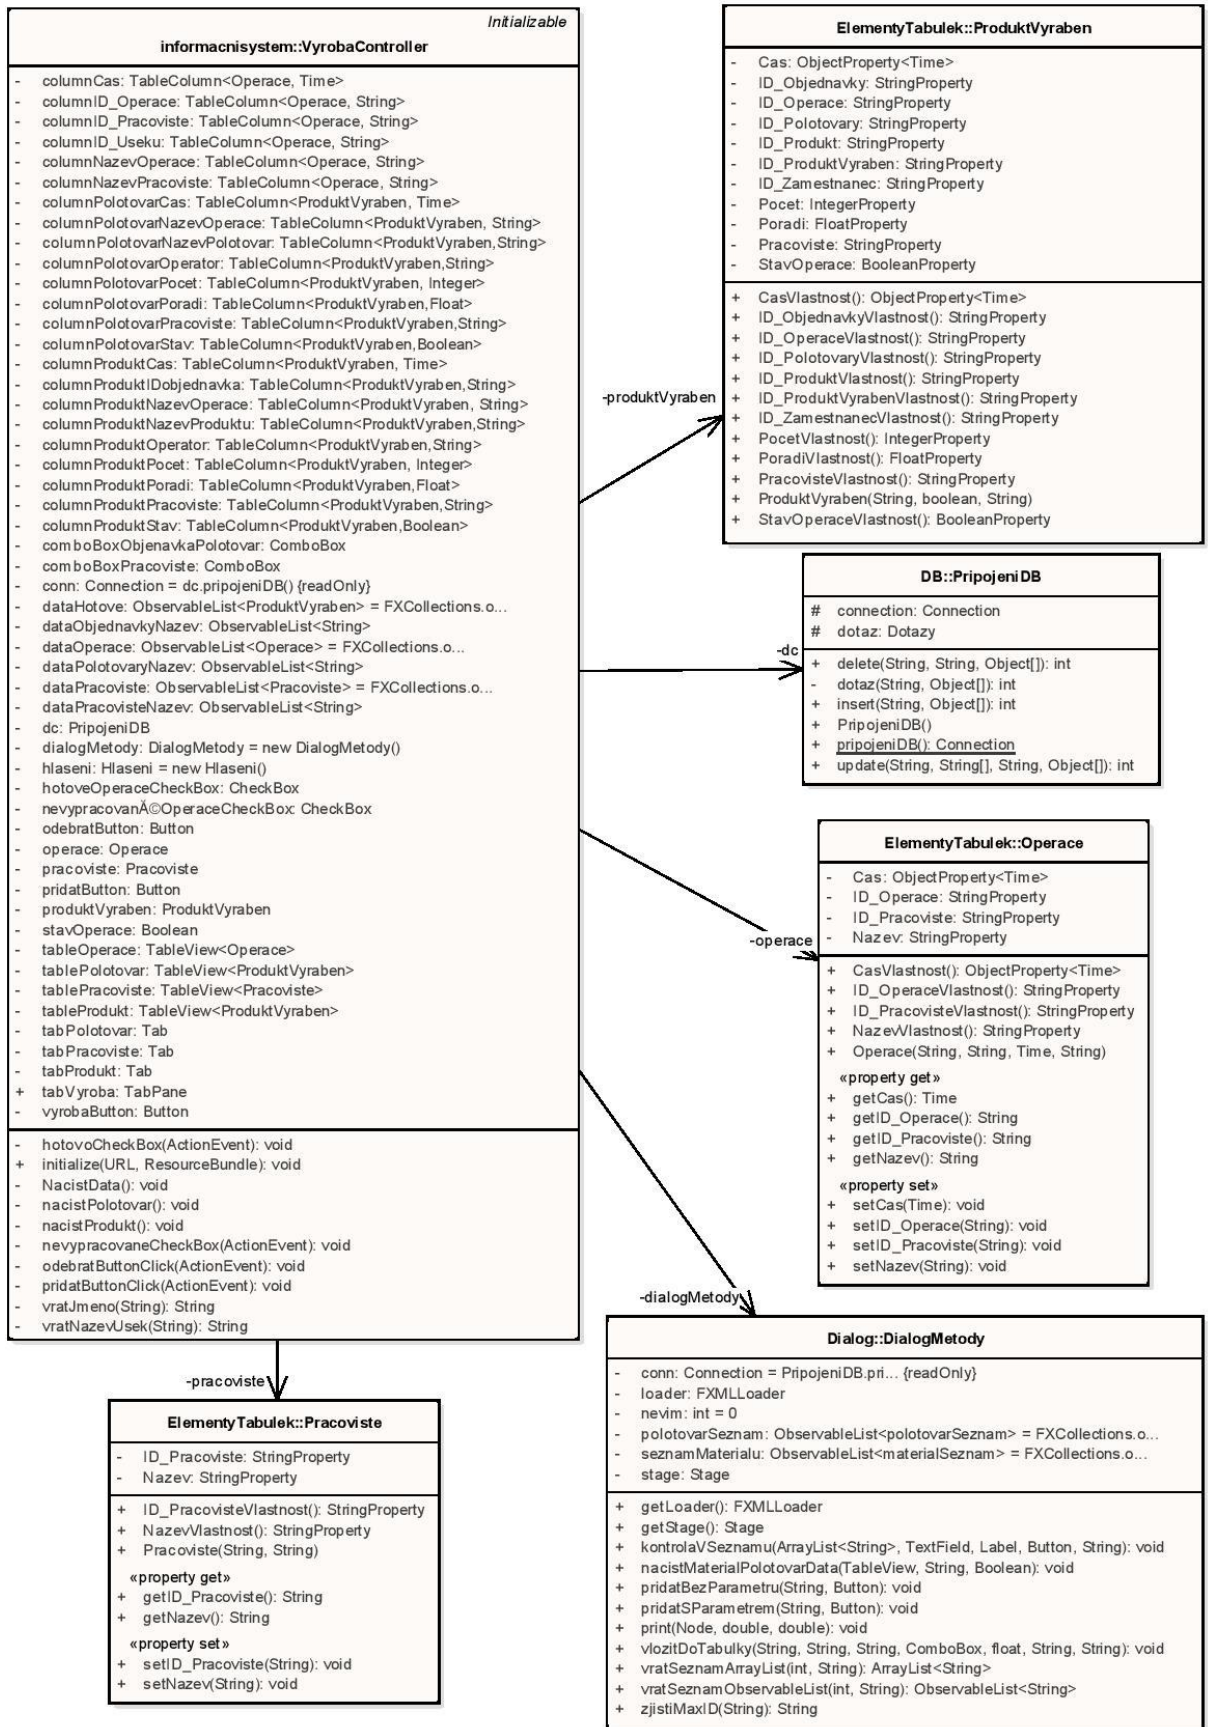 Initializable
informacnisystem::VyrobaController
- columnCas: TableColumn<Operace, Time>
- columnID_Operace: TableColumn<Operace, String>
- columnID_Pracoviste: TableColumn<Operace, String>
- columnID_Useku: TableColumn<Operace, String>
- columnNazevOperace: TableColumn<Operace, String>
- columnNazevPracoviste: TableColumn<Operace, String>
- columnPolotovarCas: TableColumn<ProduktVyraben, Time>
- columnPolotovarNazevOperace: TableColumn<ProduktVyraben, String>
- columnPolotovarNazevPolotovar: TableColumn<ProduktVyraben,String>
- columnPolotovarOperator: TableColumn<ProduktVyraben,String>
- columnPolotovarPocet: TableColumn<ProduktVyraben, Integer>
- columnPolotovarPoradi: TableColumn<ProduktVyraben,Float>
- columnPolotovarPracoviste: TableColumn<ProduktVyraben,String>
- columnPolotovarStav: TableColumn<ProduktVyraben,Boolean>
- columnProduktCas: TableColumn<ProduktVyraben, Time>
- columnProduktIDobjednavka: TableColumn<ProduktVyraben,String>
- columnProduktNazevOperace: TableColumn<ProduktVyraben, String>
- columnProduktNazevProduktu: TableColumn<ProduktVyraben,String>
- columnProduktOperator: TableColumn<ProduktVyraben,String>
- columnProduktPocet: TableColumn<ProduktVyraben, Integer>
- columnProduktPoradi: TableColumn<ProduktVyraben,Float>
- columnProduktPracoviste: TableColumn<ProduktVyraben,String>
- columnProduktStav: TableColumn<ProduktVyraben,Boolean>
- comboBoxObjenavkaPolotovar: ComboBox
- comboBoxPracoviste: ComboBox
- conn: Connection = dc.pripojeniDB() {readOnly}
- dataHotove: ObservableList<ProduktVyraben> = FXCollections.o...
- dataObjednavkyNazev: ObservableList<String>
- dataOperace: ObservableList<Operace> = FXCollections.o...
- dataPolotovaryNazev: ObservableList<String>
- dataPracoviste: ObservableList<Pracoviste> = FXCollections.o...
- dataPracovisteNazev: ObservableList<String>
- dc: PripojeniDB
- dialogMetody: DialogMetody = new DialogMetody()
- hlaseni: Hlaseni = new Hlaseni()
- hotoveOperaceCheckBox: CheckBox
- nevypracovanÃ©OperaceCheckBox: CheckBox
- odebratButton: Button
- operace: Operace
- pracoviste: Pracoviste
- pridatButton: Button
- produktVyraben: ProduktVyraben
- stavOperace: Boolean
- tableOperace: TableView<Operace>
- tablePolotovar: TableView<ProduktVyraben>
- tablePracoviste: TableView<Pracoviste>
- tableProdukt: TableView<ProduktVyraben>
- tabPolotovar: Tab
- tabPracoviste: Tab
- tabProdukt: Tab
+ tabVyroba: TabPane
- vyrobaButton: Button
- hotovoCheckBox(ActionEvent): void
+ initialize(URL, ResourceBundle): void
- NacistData(): void
- nacistPolotovar(): void
- nacistProdukt(): void
- nevypracovaneCheckBox(ActionEvent): void
- odebratButtonClick(ActionEvent): void
- pridatButtonClick(ActionEvent): void
- vratJmeno(String): String
- vratNazevUsek(String): String
-produktVyraben
-dc
-operace
-dialogMetody
-pracoviste
ElementyTabulek::ProduktVyraben
- Cas: ObjectProperty<Time>
- ID_Objednavky: StringProperty
- ID_Operace: StringProperty
- ID_Polotovary: StringProperty
- ID_Produkt: StringProperty
- ID_ProduktVyraben: StringProperty
- ID_Zamestnanec: StringProperty
- Pocet: IntegerProperty
- Poradi: FloatProperty
- Pracoviste: StringProperty
- StavOperace: BooleanProperty
+ CasVlastnost(): ObjectProperty<Time>
+ ID_ObjednavkyVlastnost(): StringProperty
+ ID_OperaceVlastnost(): StringProperty
+ ID_PolotovaryVlastnost(): StringProperty
+ ID_ProduktVlastnost(): StringProperty
+ ID_ProduktVyrabenVlastnost(): StringProperty
+ ID_ZamestnanecVlastnost(): StringProperty
+ PocetVlastnost(): IntegerProperty
+ PoradiVlastnost(): FloatProperty
+ PracovisteVlastnost(): StringProperty
+ ProduktVyraben(String, boolean, String)
+ StavOperaceVlastnost(): BooleanProperty
DB::PripojeniDB
# connection: Connection
# dotaz: Dotazy
+ delete(String, String, Object[]): int
- dotaz(String, Object[]): int
+ insert(String, Object[]): int
+ PripojeniDB()
+ pripojeniDB(): Connection
+ update(String, String[], String, Object[]): int
ElementyTabulek::Operace
- Cas: ObjectProperty<Time>
- ID_Operace: StringProperty
- ID_Pracoviste: StringProperty
- Nazev: StringProperty
+ CasVlastnost(): ObjectProperty<Time>
+ ID_OperaceVlastnost(): StringProperty
+ ID_PracovisteVlastnost(): StringProperty
+ NazevVlastnost(): StringProperty
+ Operace(String, String, Time, String)
«property get»
+ getCas(): Time
+ getID_Operace(): String
+ getID_Pracoviste(): String
+ getNazev(): String
«property set»
+ setCas(Time): void
+ setID_Operace(String): void
+ setID_Pracoviste(String): void
+ setNazev(String): void
ElementyTabulek::Pracoviste
- ID_Pracoviste: StringProperty
- Nazev: StringProperty
+ ID_PracovisteVlastnost(): StringProperty
+ NazevVlastnost(): StringProperty
+ Pracoviste(String, String)
«property get»
+ getID_Pracoviste(): String
+ getNazev(): String
«property set»
+ setID_Pracoviste(String): void
+ setNazev(String): void
Dialog::DialogMetody
- conn: Connection = PripojeniDB.pri... {readOnly}
- loader: FXMLLoader
- nevim: int = 0
- polotovarSeznam: ObservableList<polotovarSeznam> = FXCollections.o...
- seznamMaterialu: ObservableList<materialSeznam> = FXCollections.o...
- stage: Stage
+ getLoader(): FXMLLoader
+ getStage(): Stage
+ kontrolaVSeznamu(ArrayList<String>, TextField, Label, Button, String): void
+ nacistMaterialPolotovarData(TableView, String, Boolean): void
+ pridatBezParametru(String, Button): void
+ pridatSParametrem(String, Button): void
+ print(Node, double, double): void
+ vlozitDoTabulky(String, String, String, ComboBox, float, String, String): void
+ vratSeznamArrayList(int, String): ArrayList<String>
+ vratSeznamObservableList(int, String): ObservableList<String>
+ zjistiMaxID(String): String